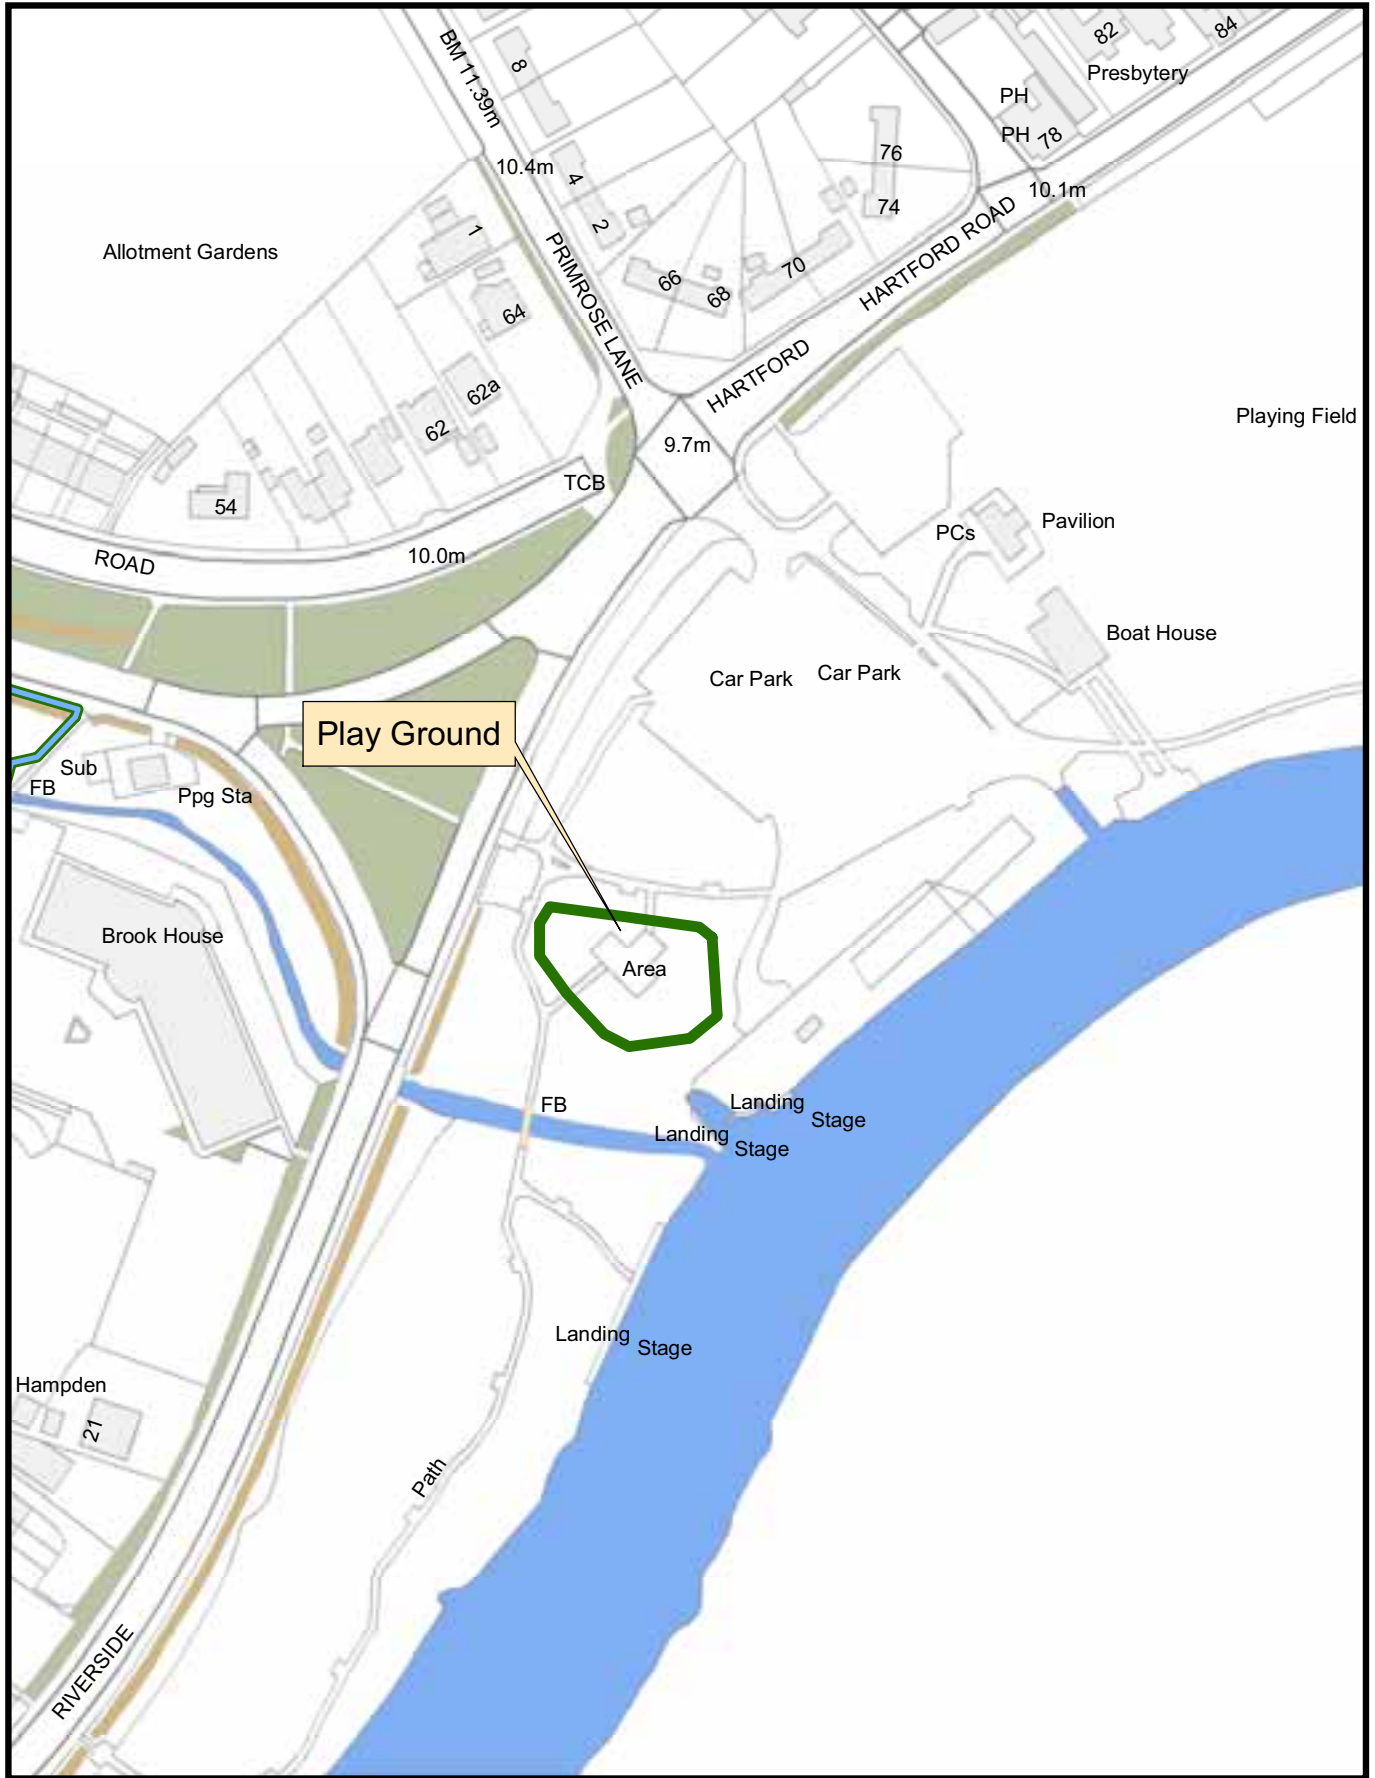 82
84
Presbytery
PH
PH
78
BM 11.39m
8
10.4m
4
2
76
74
10.1m
HARTFORD ROAD
Allotment Gardens
1
PRIMROSE LANE
66
68
70
64
HARTFORD
62a
62
Playing Field
9.7m
TCB
54
PCs
Pavilion
ROAD
10.0m
Boat House
Car Park
Car Park
Play Ground
Sub
FB
Ppg Sta
Brook House
Area
FB
Landing
Stage
Landing
Stage
Landing
Stage
Hampden
21
Path
RIVERSIDE